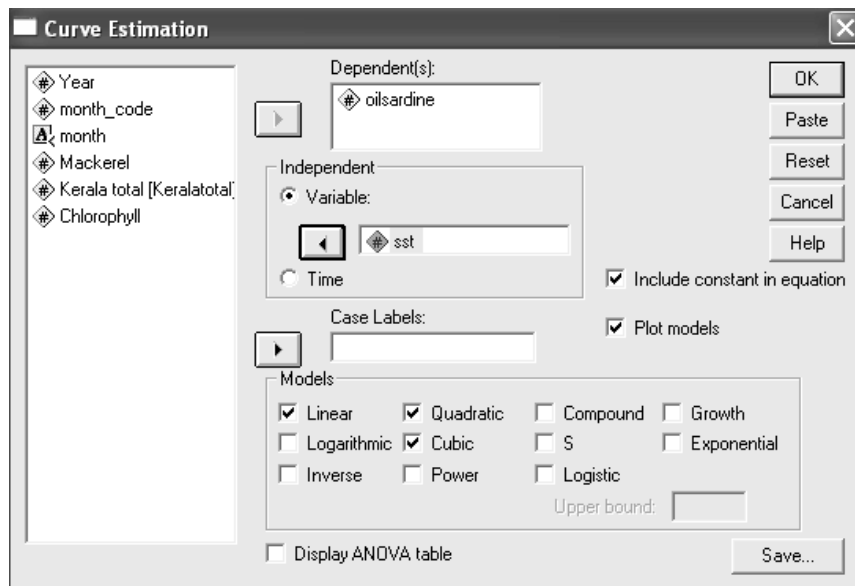 Curve Estimation
Year
month_code
month
Mackerel
Kerala total [Keralatotal]
Chlorophyll
Dependent(s):
oilsardine
Independent
Variable:
sst
Time
Case Labels:
OK
Paste
Reset
Cancel
Help
Include constant in equation
Plot models
Models
Linear
Quadratic
Compound
Growth
Logarithmic
Cubic
S
Exponential
Inverse
Power
Logistic
Upper bound:
Display ANOVA table
Save...